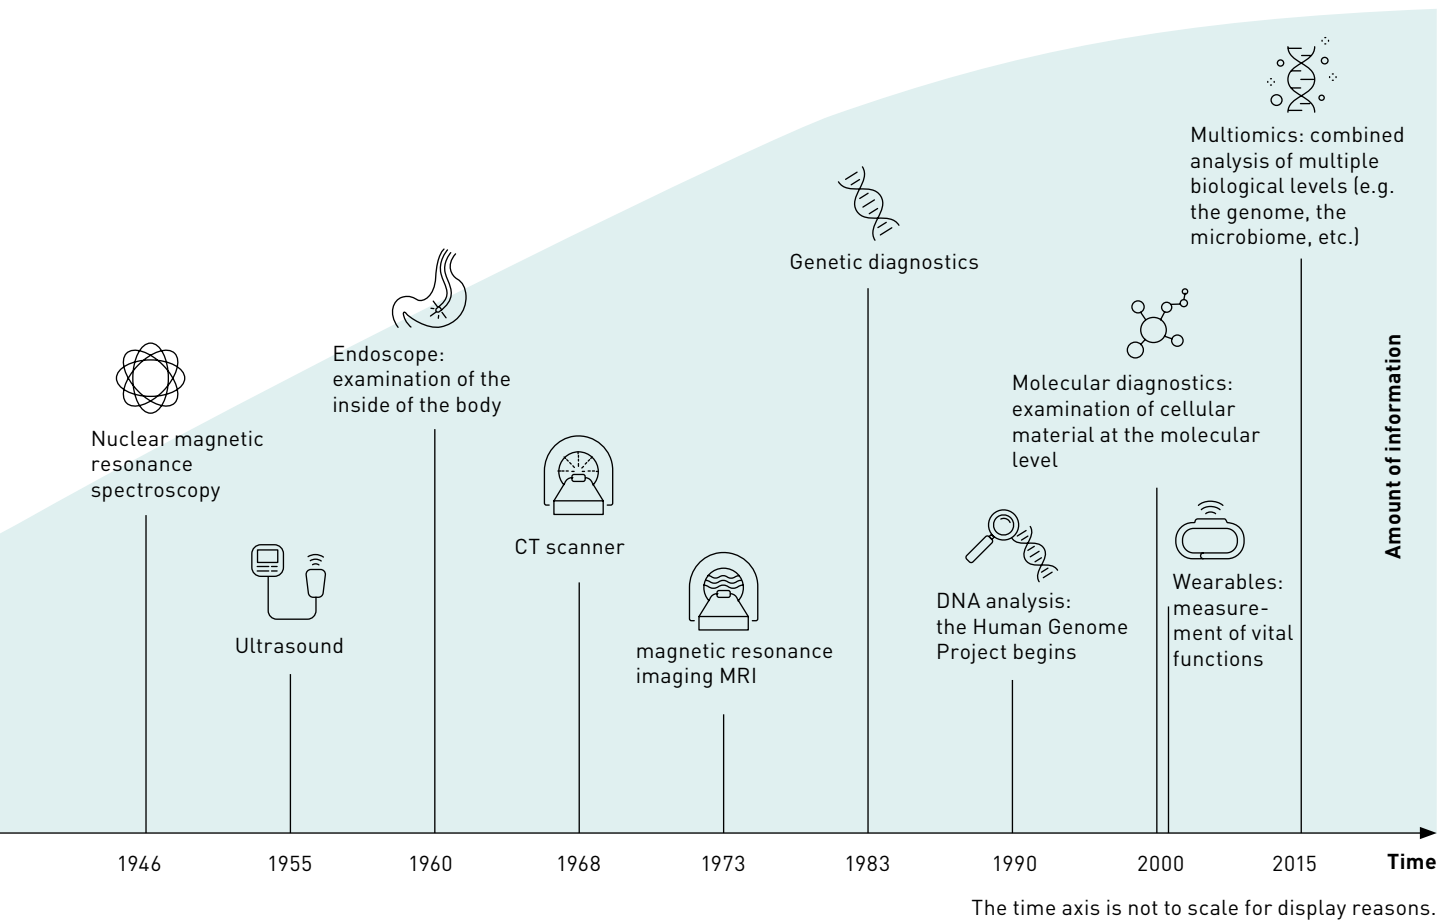 Multiomics: combined
analysis of multiple
biological levels (e.g.
the genome, the
microbiome, etc.)
Genetic diagnostics
Endoscope:
examination of the
inside of the body
Molecular diagnostics:
examination of cellular
material at the molecular
level
Nuclear magnetic
resonance
spectroscopy
CT scanner
Wearables:
measure-
ment of vital
functions
DNA analysis:
the Human Genome
Project begins
Ultrasound
magnetic resonance
imaging MRI
Amount of information
1946
1955
1960
1968
1973
1983
1990
2000
2015
Time
The time axis is not to scale for display reasons.